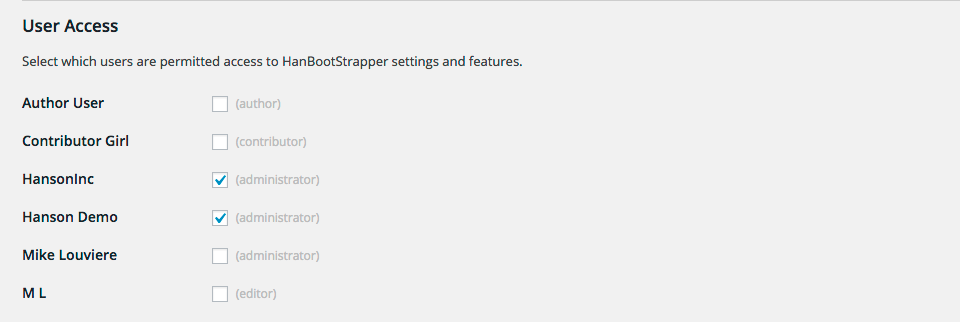 User Access
Select which users are permitted access to HanBootStrapper settings and features.
Author User (author)
Contributor Girl (contributor)
HansonInc (administrator)
Hanson Demo (administrator)
Mike Louviere (administrator)
M L (editor)